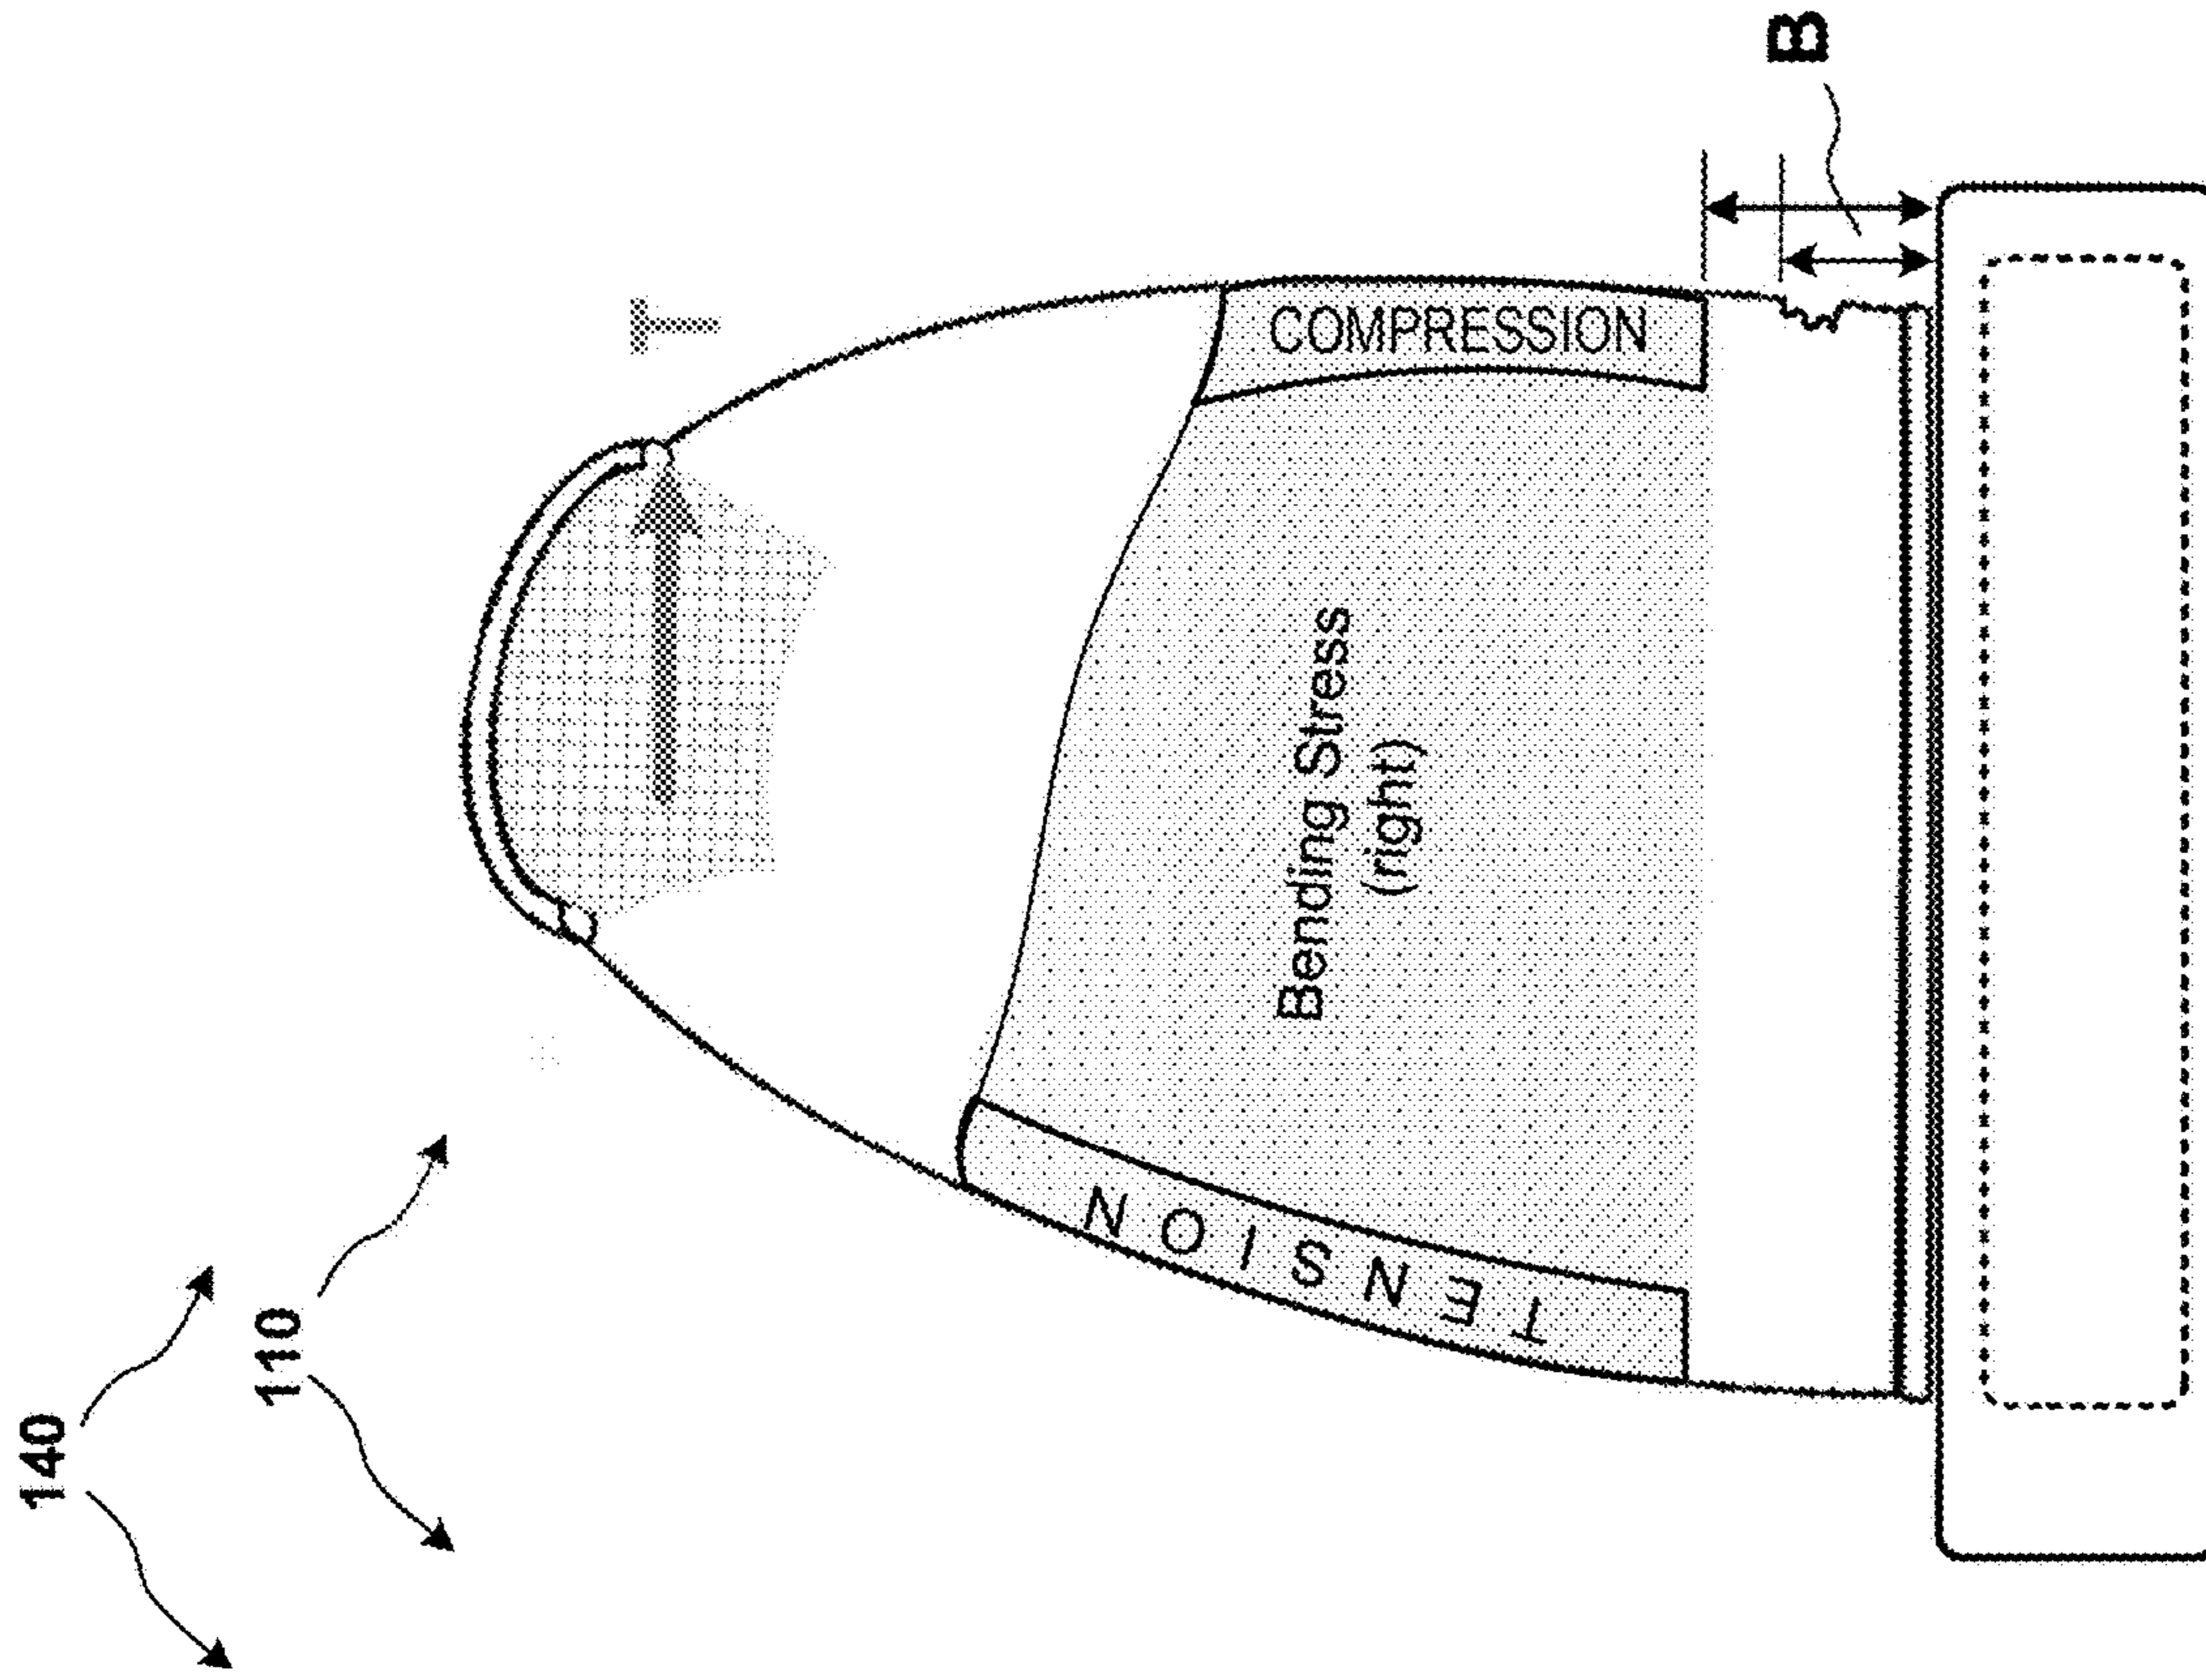 140
110
T
B
COMPRESSION
Bending Stress
(right)
TENSION